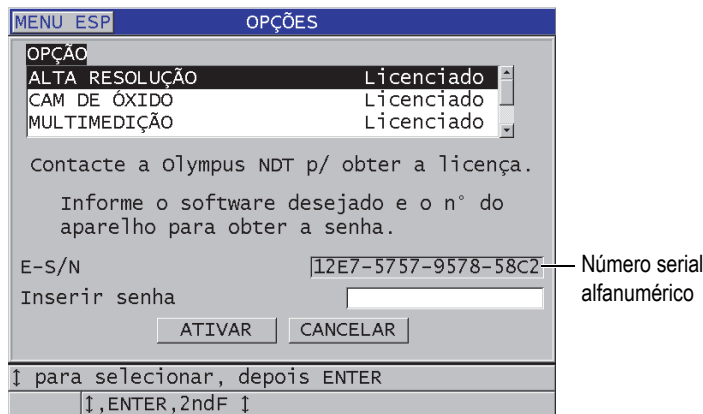 MENU ESP OPÇÕES
OPÇÃO
ALTA RESOLUÇÃO Licenciado
CAM DE ÓXIDO Licenciado
MULTIMEDIÇÃO Licenciado
Contacte a Olympus NDT p/ obter a licença.
Informe o software desejado e o n° do
aparelho para obter a senha.
E-S/N 12E7-5757-9578-58C2
Número serial
alfanumérico
Inserir senha
ATIVAR CANCELAR
↕ para selecionar, depois ENTER
↕,ENTER,2ndF ↕